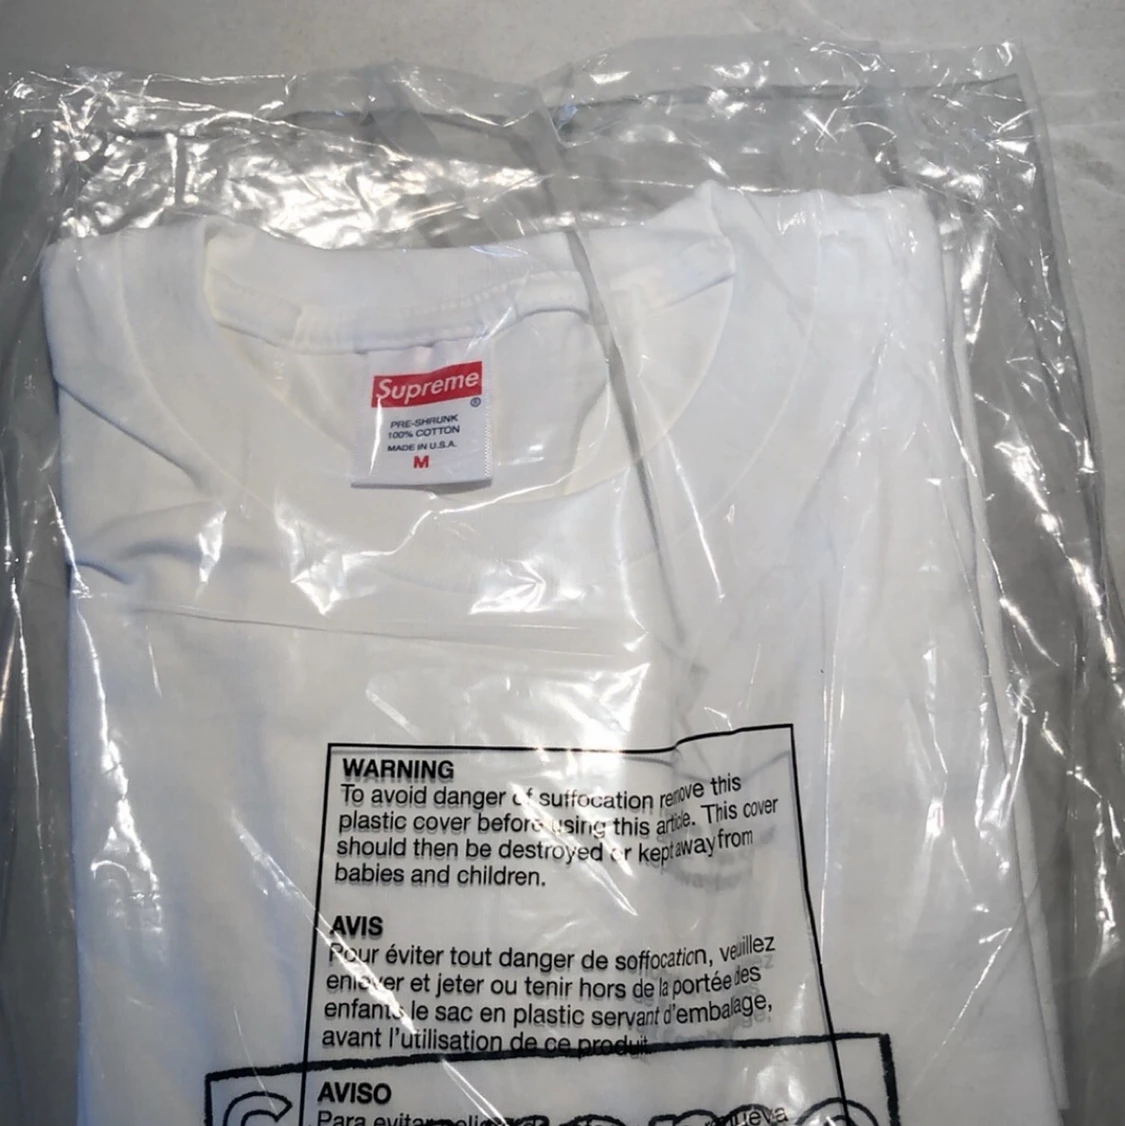 Supreme
®
PRE-SHRUNK
100% COTTON
MADE IN U.S.A.
M
WARNING
To avoid danger of suffocation remove this
plastic cover before using this article. This cover
should then be destroyed or kept away from
babies and children.
AVIS
Pour éviter tout danger de soffocation, veuillez
enlever et jeter ou tenir hors de la portée des
enfants le sac en plastic servant d'embalage,
avant l'utilisation de ce produit.
AVISO
Para evitar